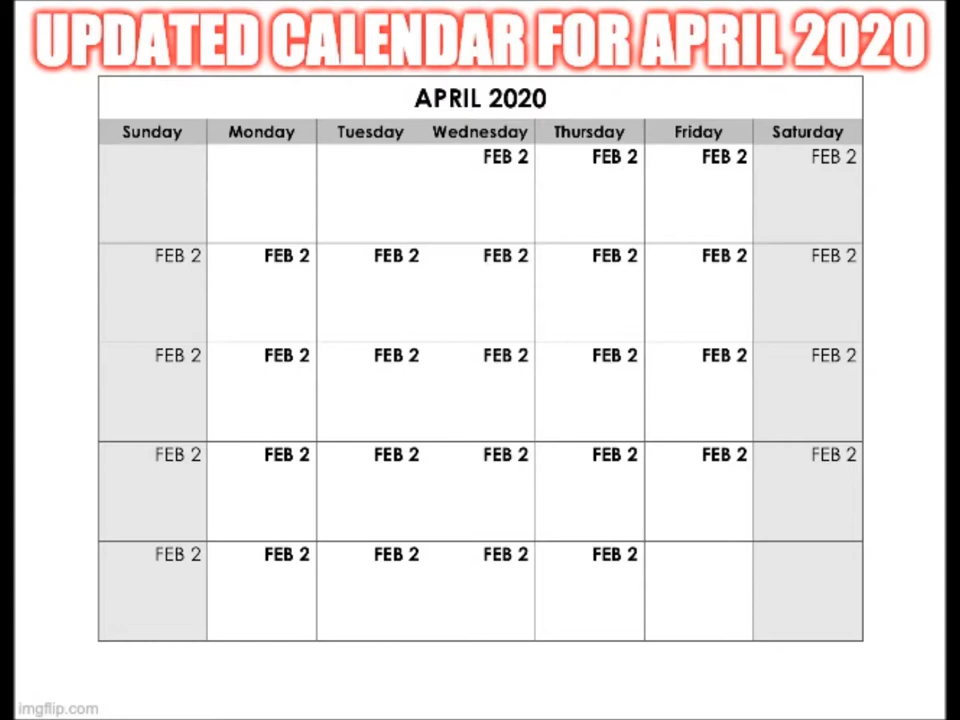 UPDATED CALENDAR FOR APRIL 2020
APRIL 2020
Sunday Monday Tuesday Wednesday Thursday Friday Saturday
FEB 2 FEB 2 FEB 2 FEB 2
FEB 2 FEB 2 FEB 2 FEB 2 FEB 2 FEB 2 FEB 2
FEB 2 FEB 2 FEB 2 FEB 2 FEB 2 FEB 2 FEB 2
FEB 2 FEB 2 FEB 2 FEB 2 FEB 2 FEB 2 FEB 2
FEB 2 FEB 2 FEB 2 FEB 2 FEB 2
imgflip.com